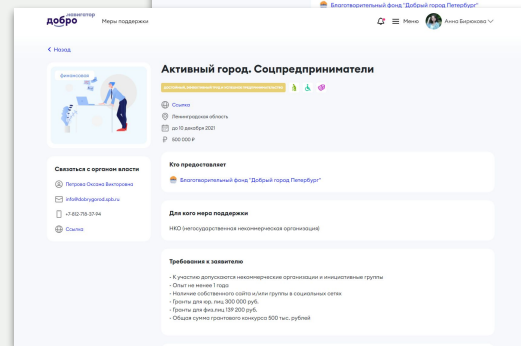 Благотворительный фонд "Добрый город Петербург"
навигатор
добро
Меры поддержки
Меню
Анна Бирюкова
Назад
финансовая
Активный город. Соцпредприниматели
Ссылка
Ленинградская область
до 10 декабря 2021
500 000 ₽
Связаться с органом власти
Петрова Оксана Викторовна
info@dobrygorod.spb.ru
+7-812-715-37-94
Ссылка
Кто предоставляет
Благотворительный фонд "Добрый город Петербург"
Для кого мера поддержки
НКО (негосударственная некоммерческая организация)
Требования к заявителю
- К участию допускаются некоммерческие организации и инициативные группы
- Опыт не менее 1 года
- Наличие собственного сайта и/или группы в социальных сетях
- Гранты для юр. лиц 300 000 руб.
- Гранты для физ.лиц 139 200 руб.
- Общая сумма грантового конкурса 500 тыс. рублей